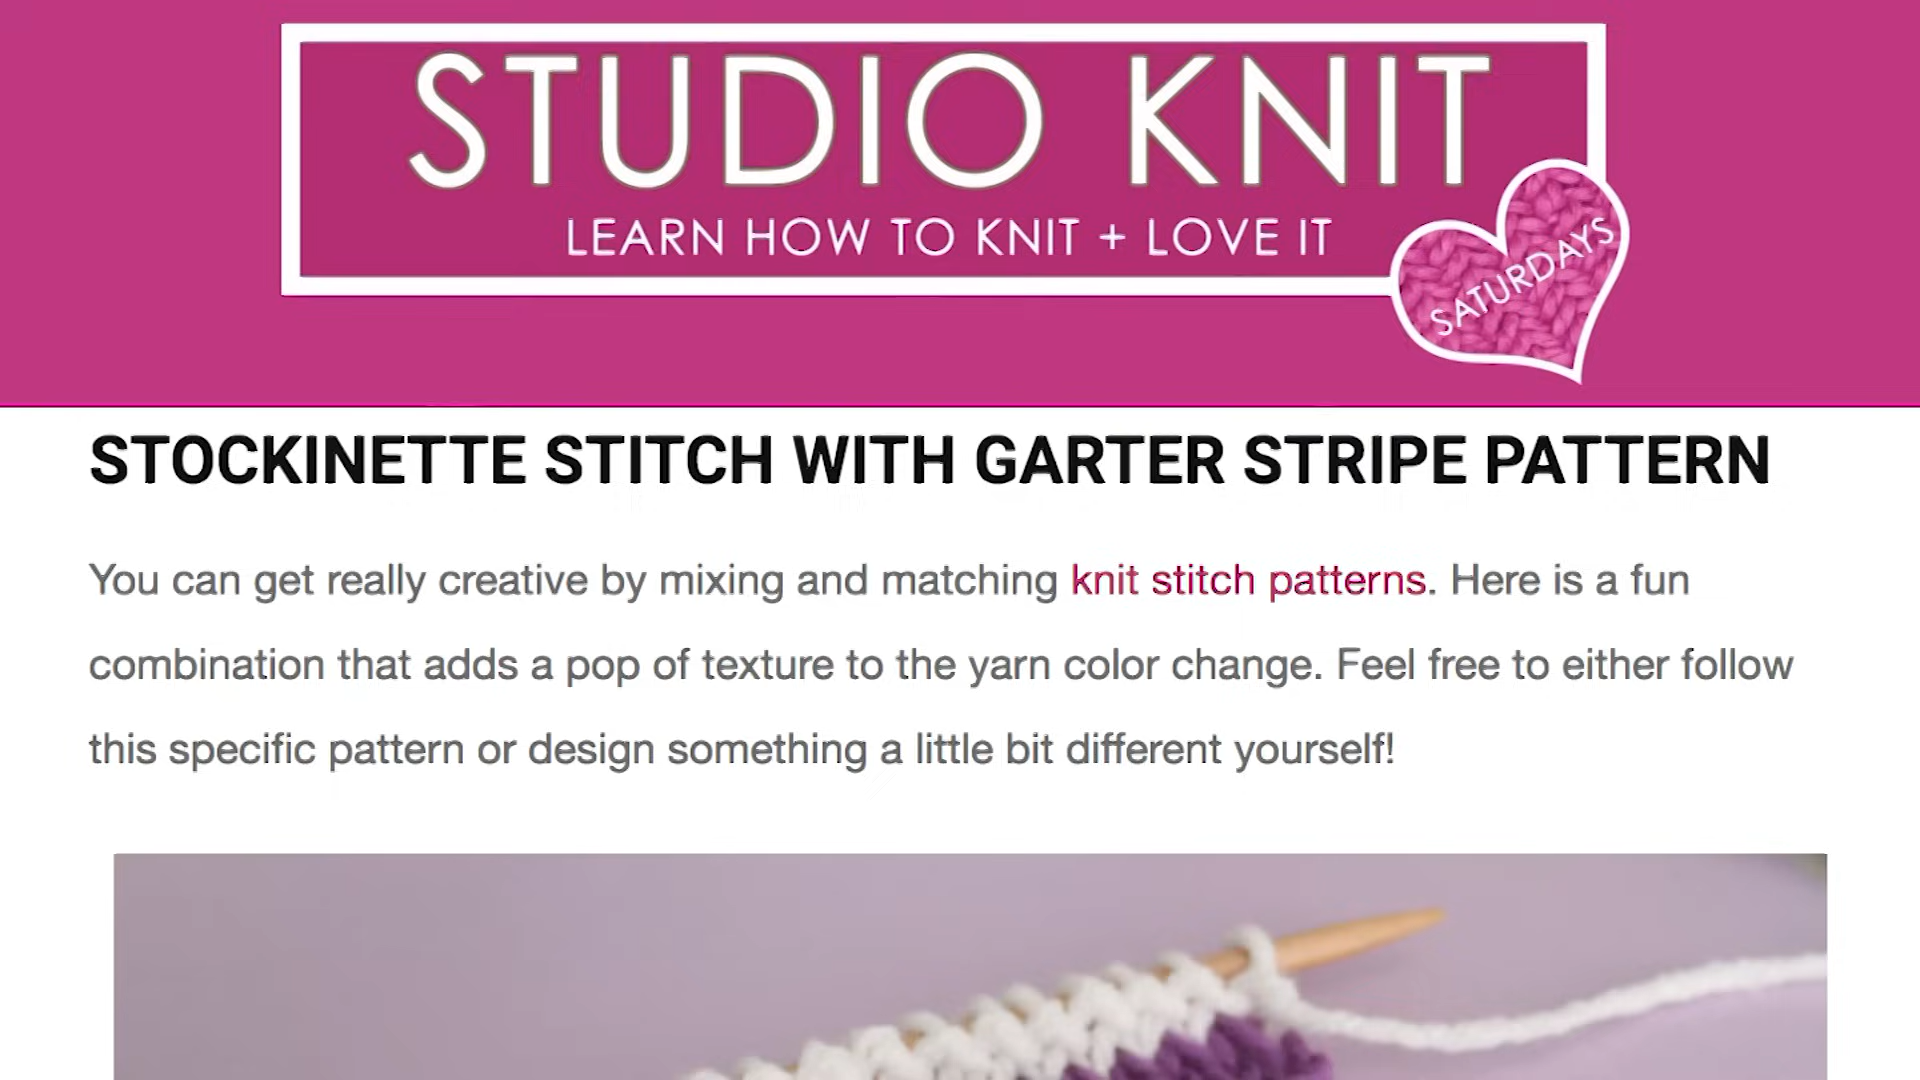 STUDIO KNIT
LEARN HOW TO KNIT + LOVE IT
SATURDAYS
STOCKINETTE STITCH WITH GARTER STRIPE PATTERN
You can get really creative by mixing and matching knit stitch patterns. Here is a fun
combination that adds a pop of texture to the yarn color change. Feel free to either follow
this specific pattern or design something a little bit different yourself!